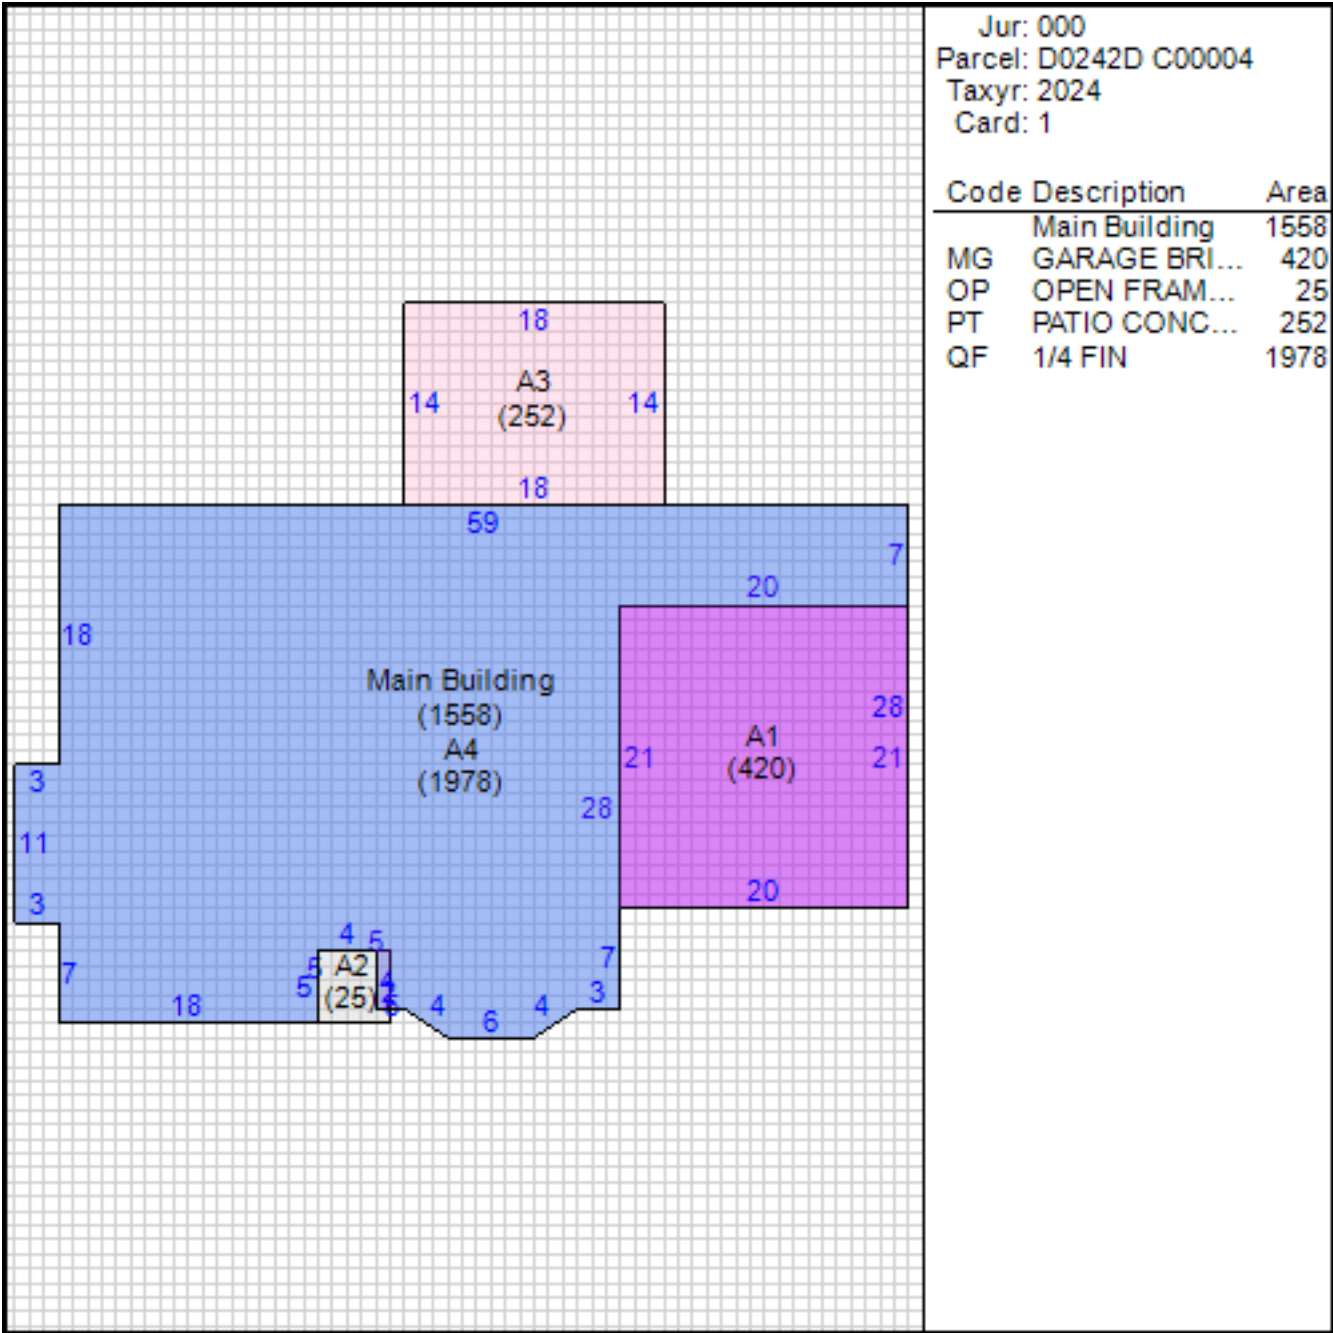 Jur: 000
Parcel: D0242D C00004
Taxyr: 2024
Card: 1
Code Description Area
Main Building 1558
MG GARAGE BRI... 420
OP OPEN FRAM... 25
PT PATIO CONC... 252
QF 1/4 FIN 1978
18
A3
14 14
(252)
18
59
7
20
18
Main Building
(1558)
A4
(1978)
28
A1
21 21
(420)
3
28
11
20
3
4 5
7 5 A2 7
5 (25)
18 4 4 3
6